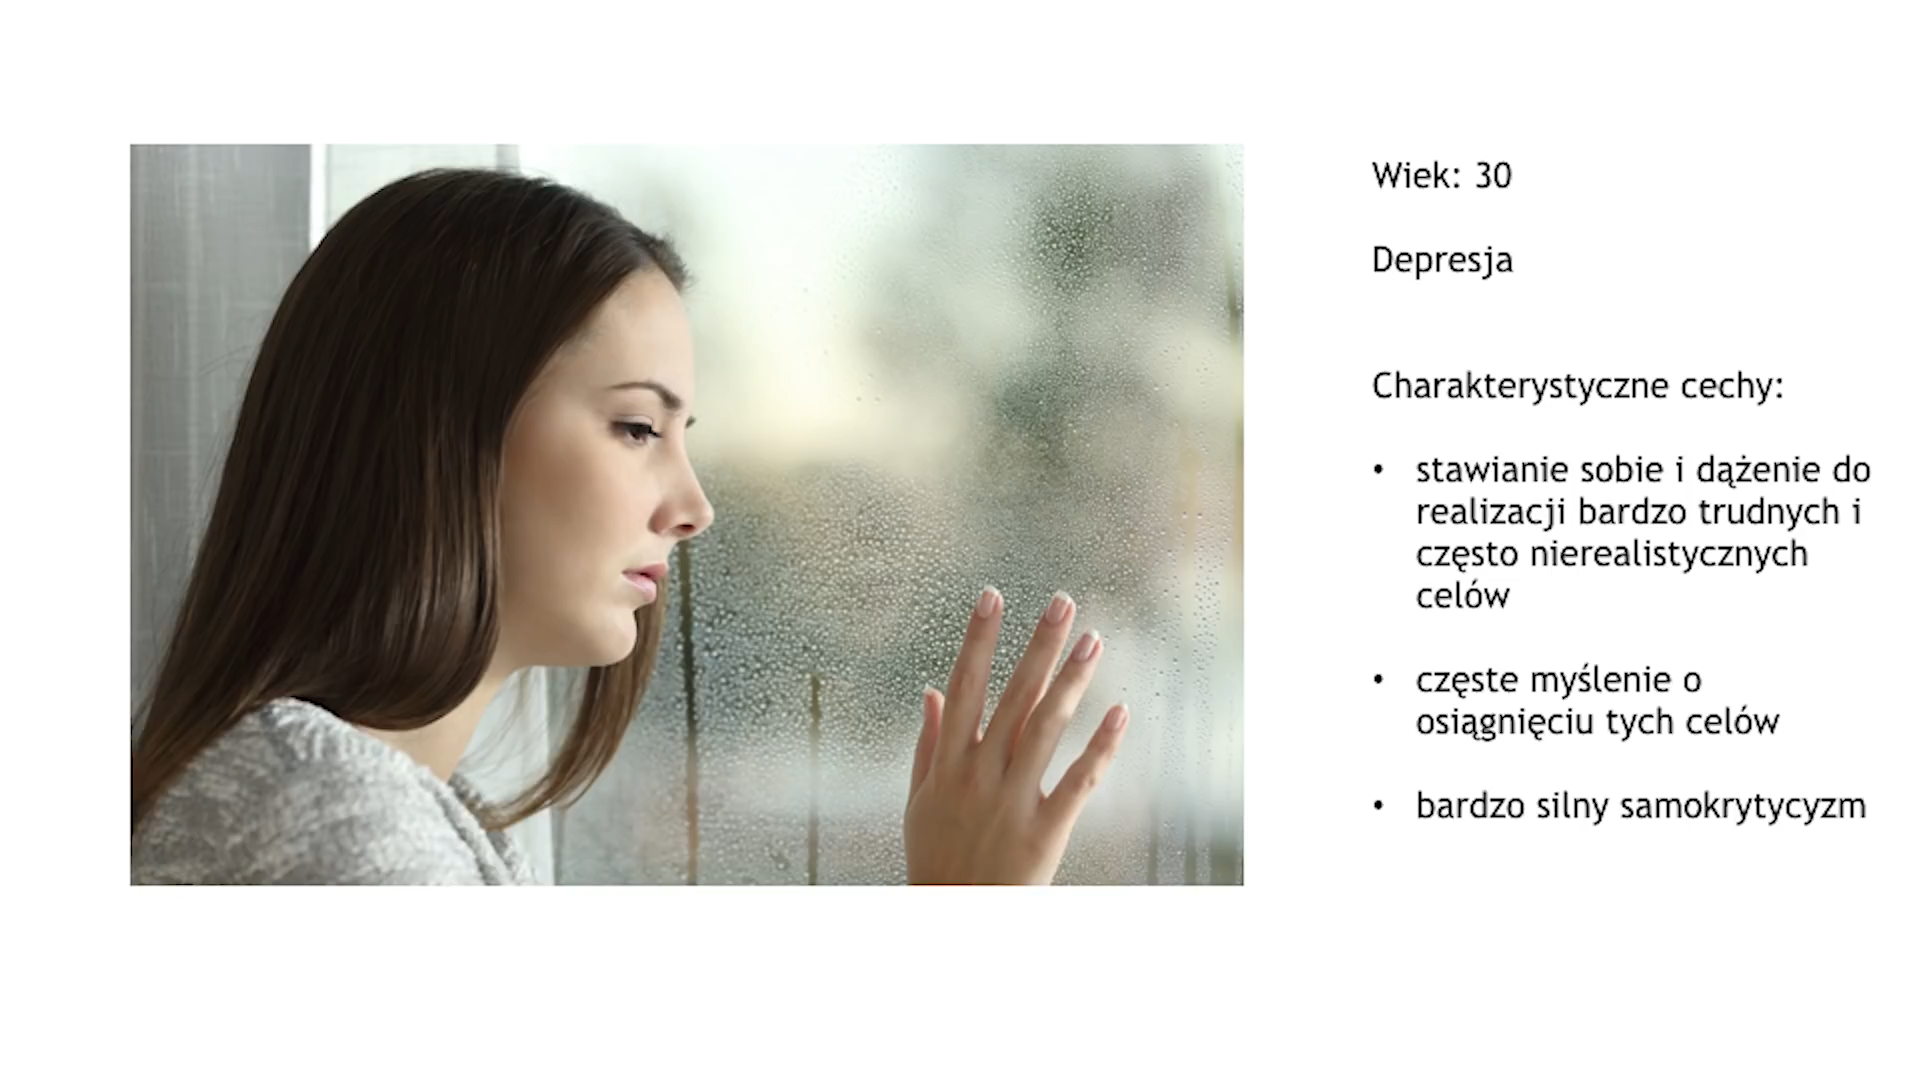 Wiek: 30
Depresja
Charakterystyczne cechy:
• stawianie sobie i dążenie do
realizacji bardzo trudnych i
często nierealistycznych
celów
• częste myślenie o
osiągnięciu tych celów
• bardzo silny samokrytycyzm